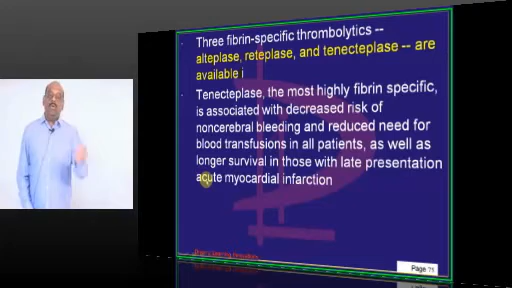 Three fibrin-specific thrombolytics --
alteplase, reteplase, and tenecteplase -- are
available i
Tenecteplase, the most highly fibrin specific,
is associated with decreased risk of
noncerebral bleeding and reduced need for
blood transfusions in all patients, as well as
longer survival in those with late presentation
acute myocardial infarction
Page 71